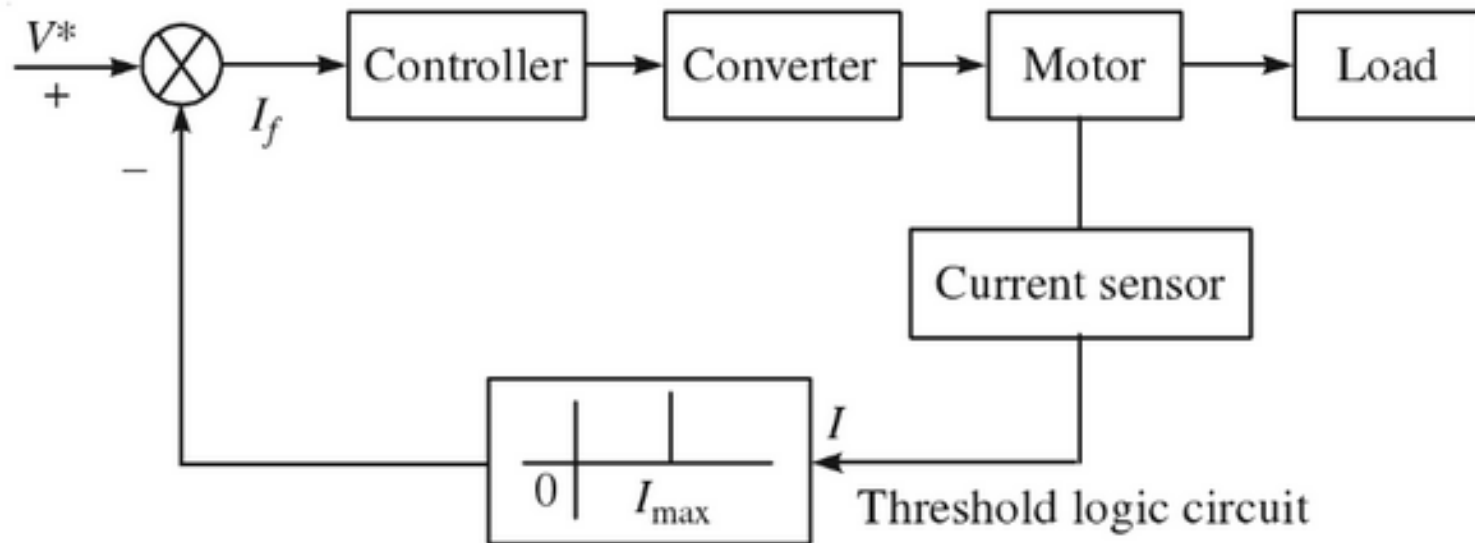 V*
+
−
I_f
Controller
Converter
Motor
Load
Current sensor
I
0
I_max
Threshold logic circuit